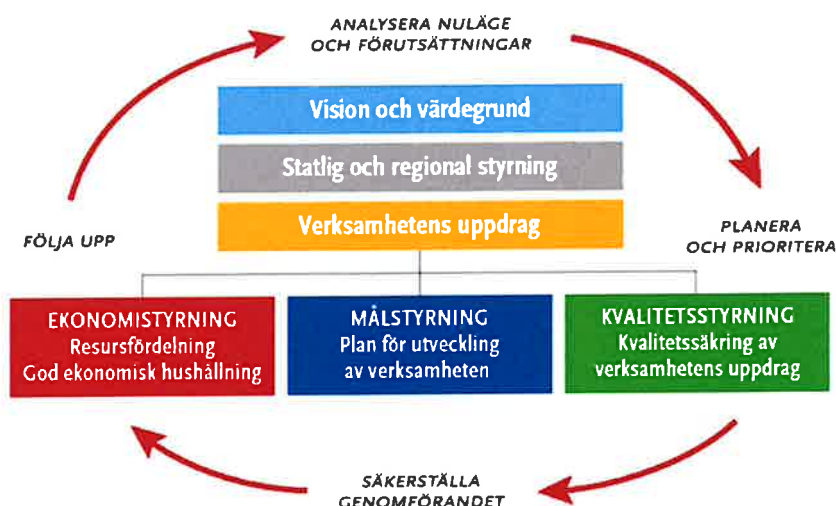 ANALYSERA NULÄGE
OCH FÖRUTSÄTTNINGAR
Vision och värdegrund
Statlig och regional styrning
Verksamhetens uppdrag
FÖLJA UPP
PLANERA
OCH PRIORITERA
EKONOMISTYRNING
Resursfördelning
God ekonomisk hushållning
MÅLSTYRNING
Plan för utveckling
av verksamheten
KVALITETSSTYRNING
Kvalitetssäkring av
verksamhetens uppdrag
SÄKERSTÄLLA
GENOMFÖRANDET